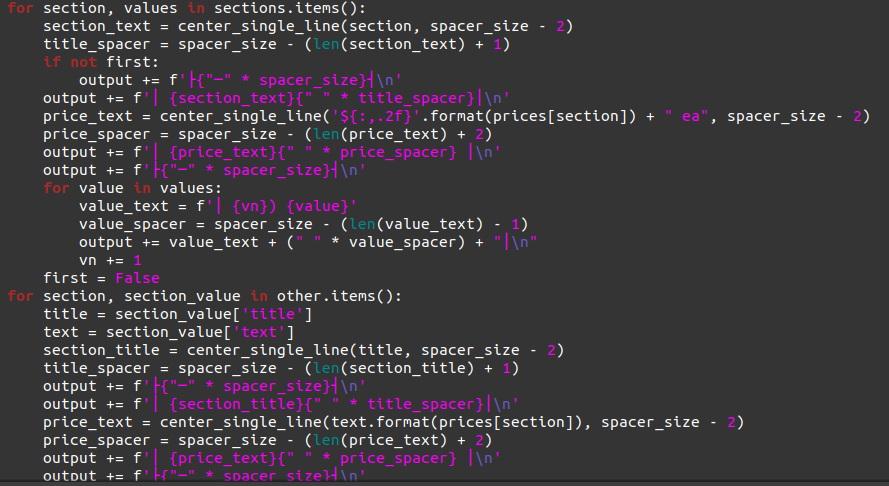 for section, values in sections.items():
    section_text = center_single_line(section, spacer_size - 2)
    title_spacer = spacer_size - (len(section_text) + 1)
    if not first:
        output += f'├{"─" * spacer_size}┤\n'
    output += f'│ {section_text}{" " * title_spacer}│\n'
    price_text = center_single_line('${:,.2f}'.format(prices[section]) + " ea", spacer_size - 2)
    price_spacer = spacer_size - (len(price_text) + 2)
    output += f'│ {price_text}{" " * price_spacer} │\n'
    output += f'├{"─" * spacer_size}┤\n'
    for value in values:
        value_text = f'│ {vn}) {value}'
        value_spacer = spacer_size - (len(value_text) - 1)
        output += value_text + (" " * value_spacer) + "│\n"
        vn += 1
    first = False
for section, section_value in other.items():
    title = section_value['title']
    text = section_value['text']
    section_title = center_single_line(title, spacer_size - 2)
    title_spacer = spacer_size - (len(section_title) + 1)
    output += f'├{"─" * spacer_size}┤\n'
    output += f'│ {section_title}{" " * title_spacer}│\n'
    price_text = center_single_line(text.format(prices[section]), spacer_size - 2)
    price_spacer = spacer_size - (len(price_text) + 2)
    output += f'│ {price_text}{" " * price_spacer} │\n'
    output += f'├{"─" * spacer_size}┤\n'